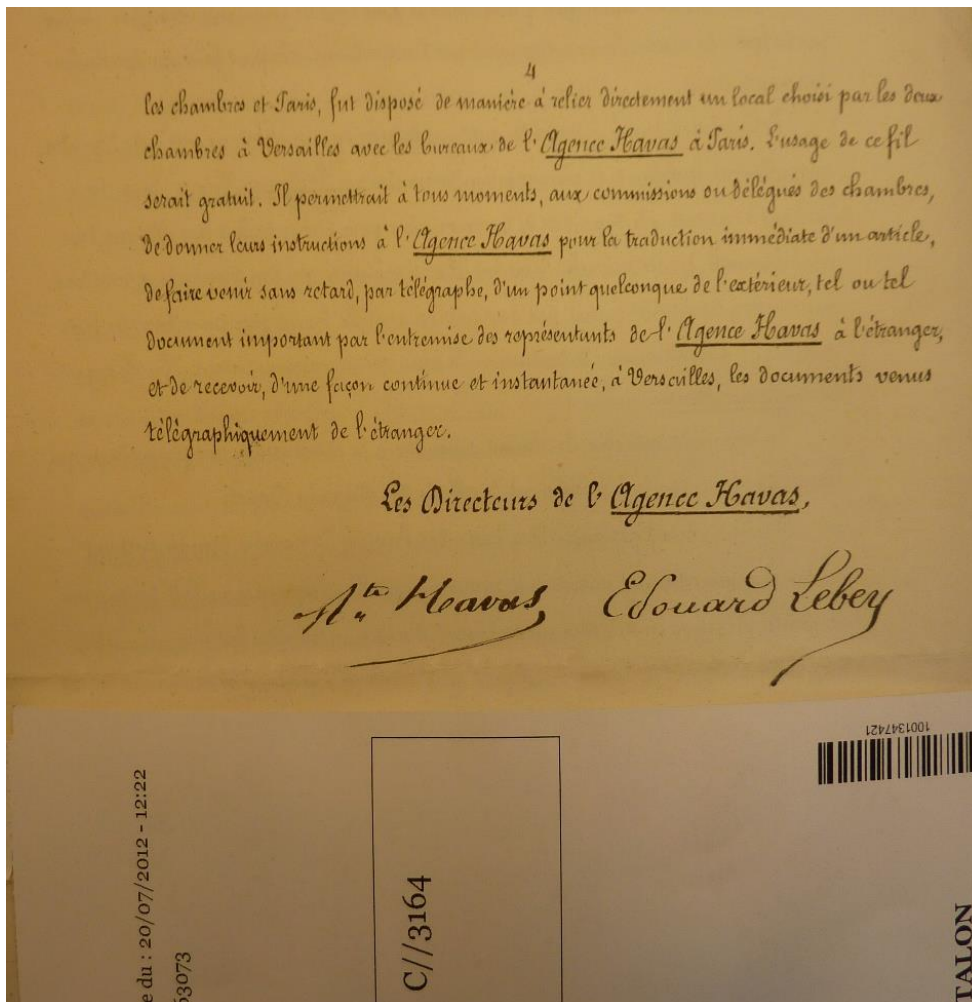 4
les chambres et Paris, fut disposé de manière à relier directement un local choisi par les deux
chambres à Versailles avec les bureaux de l'Agence Havas à Paris. L'usage de ce fil
serait gratuit. Il permettrait à tous moments, aux commissions ou délégués des chambres,
de donner leurs instructions à l'Agence Havas pour la traduction immédiate d'un article,
de faire venir sans retard, par télégraphe, d'un point quelconque de l'extérieur, tel ou tel
document important par l'entremise des représentants de l'Agence Havas à l'étranger,
et de recevoir, d'une façon continue et instantanée, à Versailles, les documents venus
télégraphiquement de l'étranger.
Les Directeurs de l'Agence Havas,
Havas Edouard Lebey
1001347421
e du : 20/07/2012 - 12:22
63073
C//3164
TALON